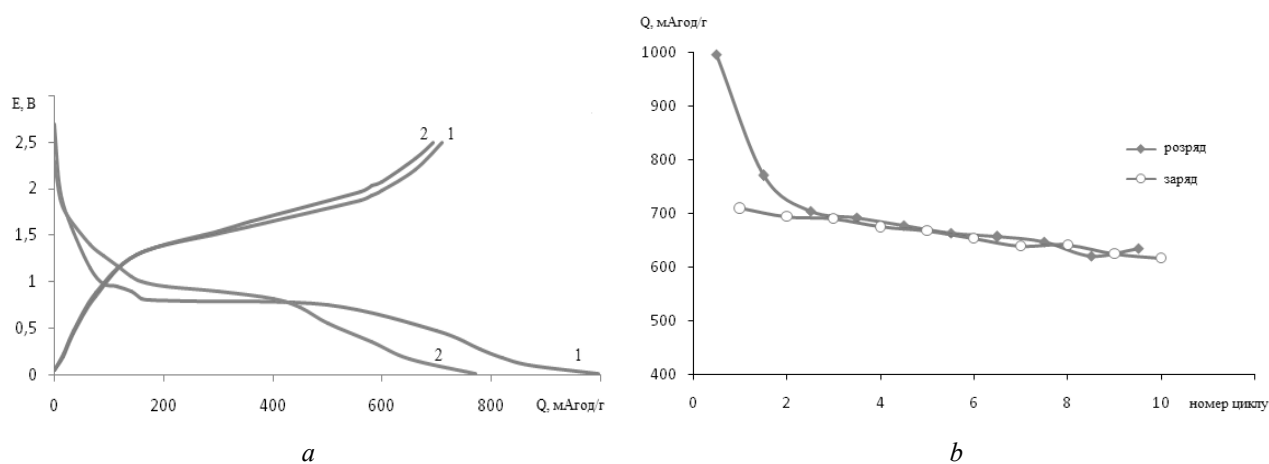 E, В
2,5
2
1,5
1
0,5
0
2 1
2
1
0 200 400 600 800 Q, мАгод/г
a
Q, мАгод/г
1000
900
800
700
600
500
400
розряд
заряд
0 2 4 6 8 10 номер циклу
b